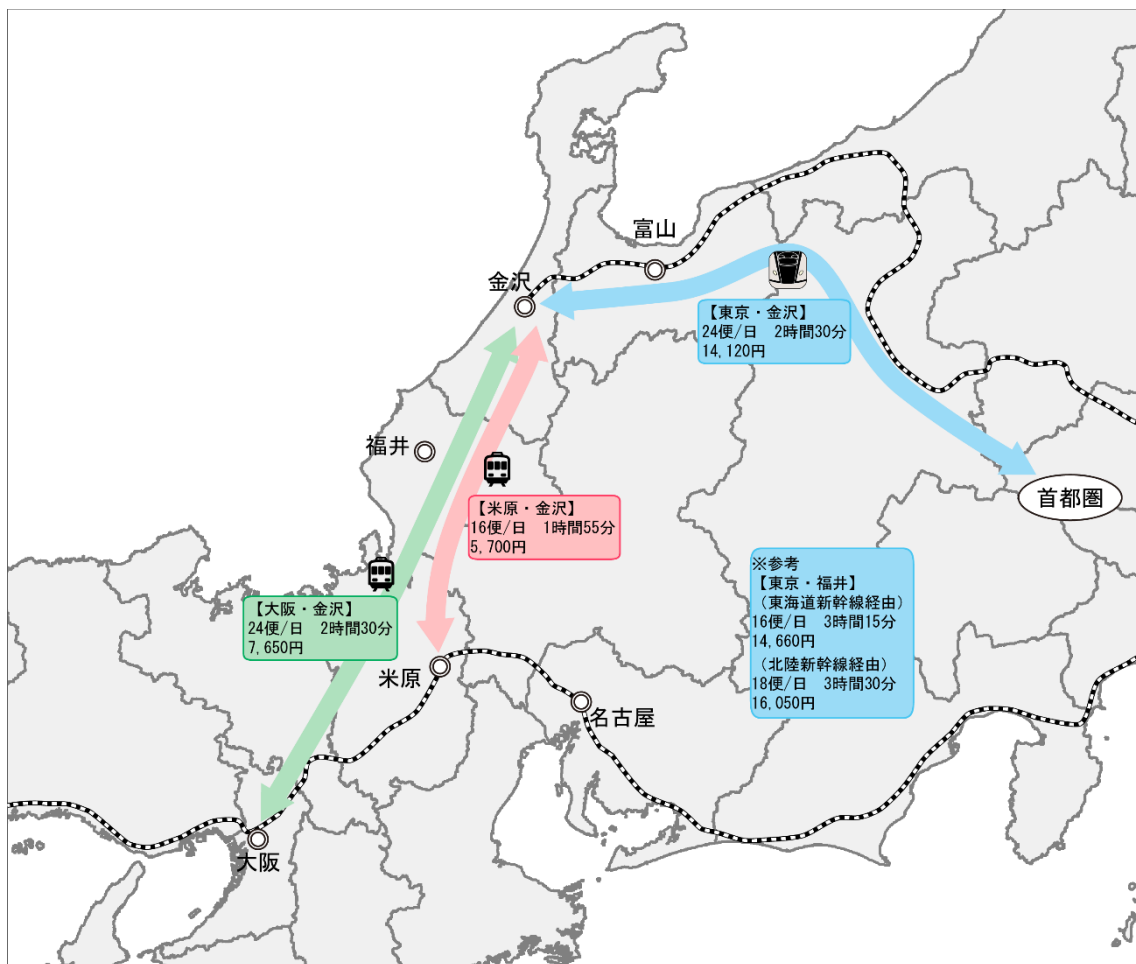 富山
金沢
【東京・金沢】
24便/日　2時間30分
14,120円
福井
首都圏
【米原・金沢】
16便/日　1時間55分
5,700円
※参考
【東京・福井】
（東海道新幹線経由）
16便/日　3時間15分
14,660円
（北陸新幹線経由）
18便/日　3時間30分
16,050円
【大阪・金沢】
24便/日　2時間30分
7,650円
米原
名古屋
大阪